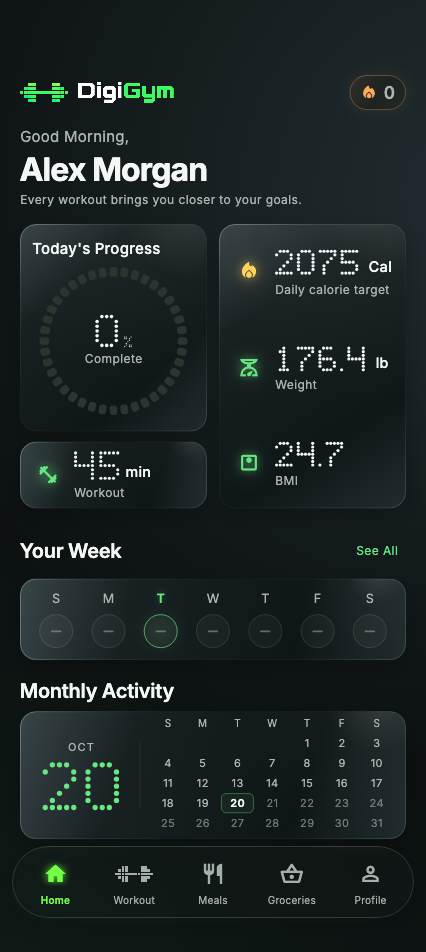 DigiGym
0
Good Morning,
Alex Morgan
Every workout brings you closer to your goals.
Today's Progress
0%
Complete
2075 Cal
Daily calorie target
176.4 lb
Weight
45 min
Workout
24.7
BMI
Your Week
See All
S M T W T F S
– – – – – – –
Monthly Activity
OCT
20
S M T W T F S
1 2 3
4 5 6 7 8 9 10
11 12 13 14 15 16 17
18 19 20 21 22 23 24
25 26 27 28 29 30 31
Home Workout Meals Groceries Profile